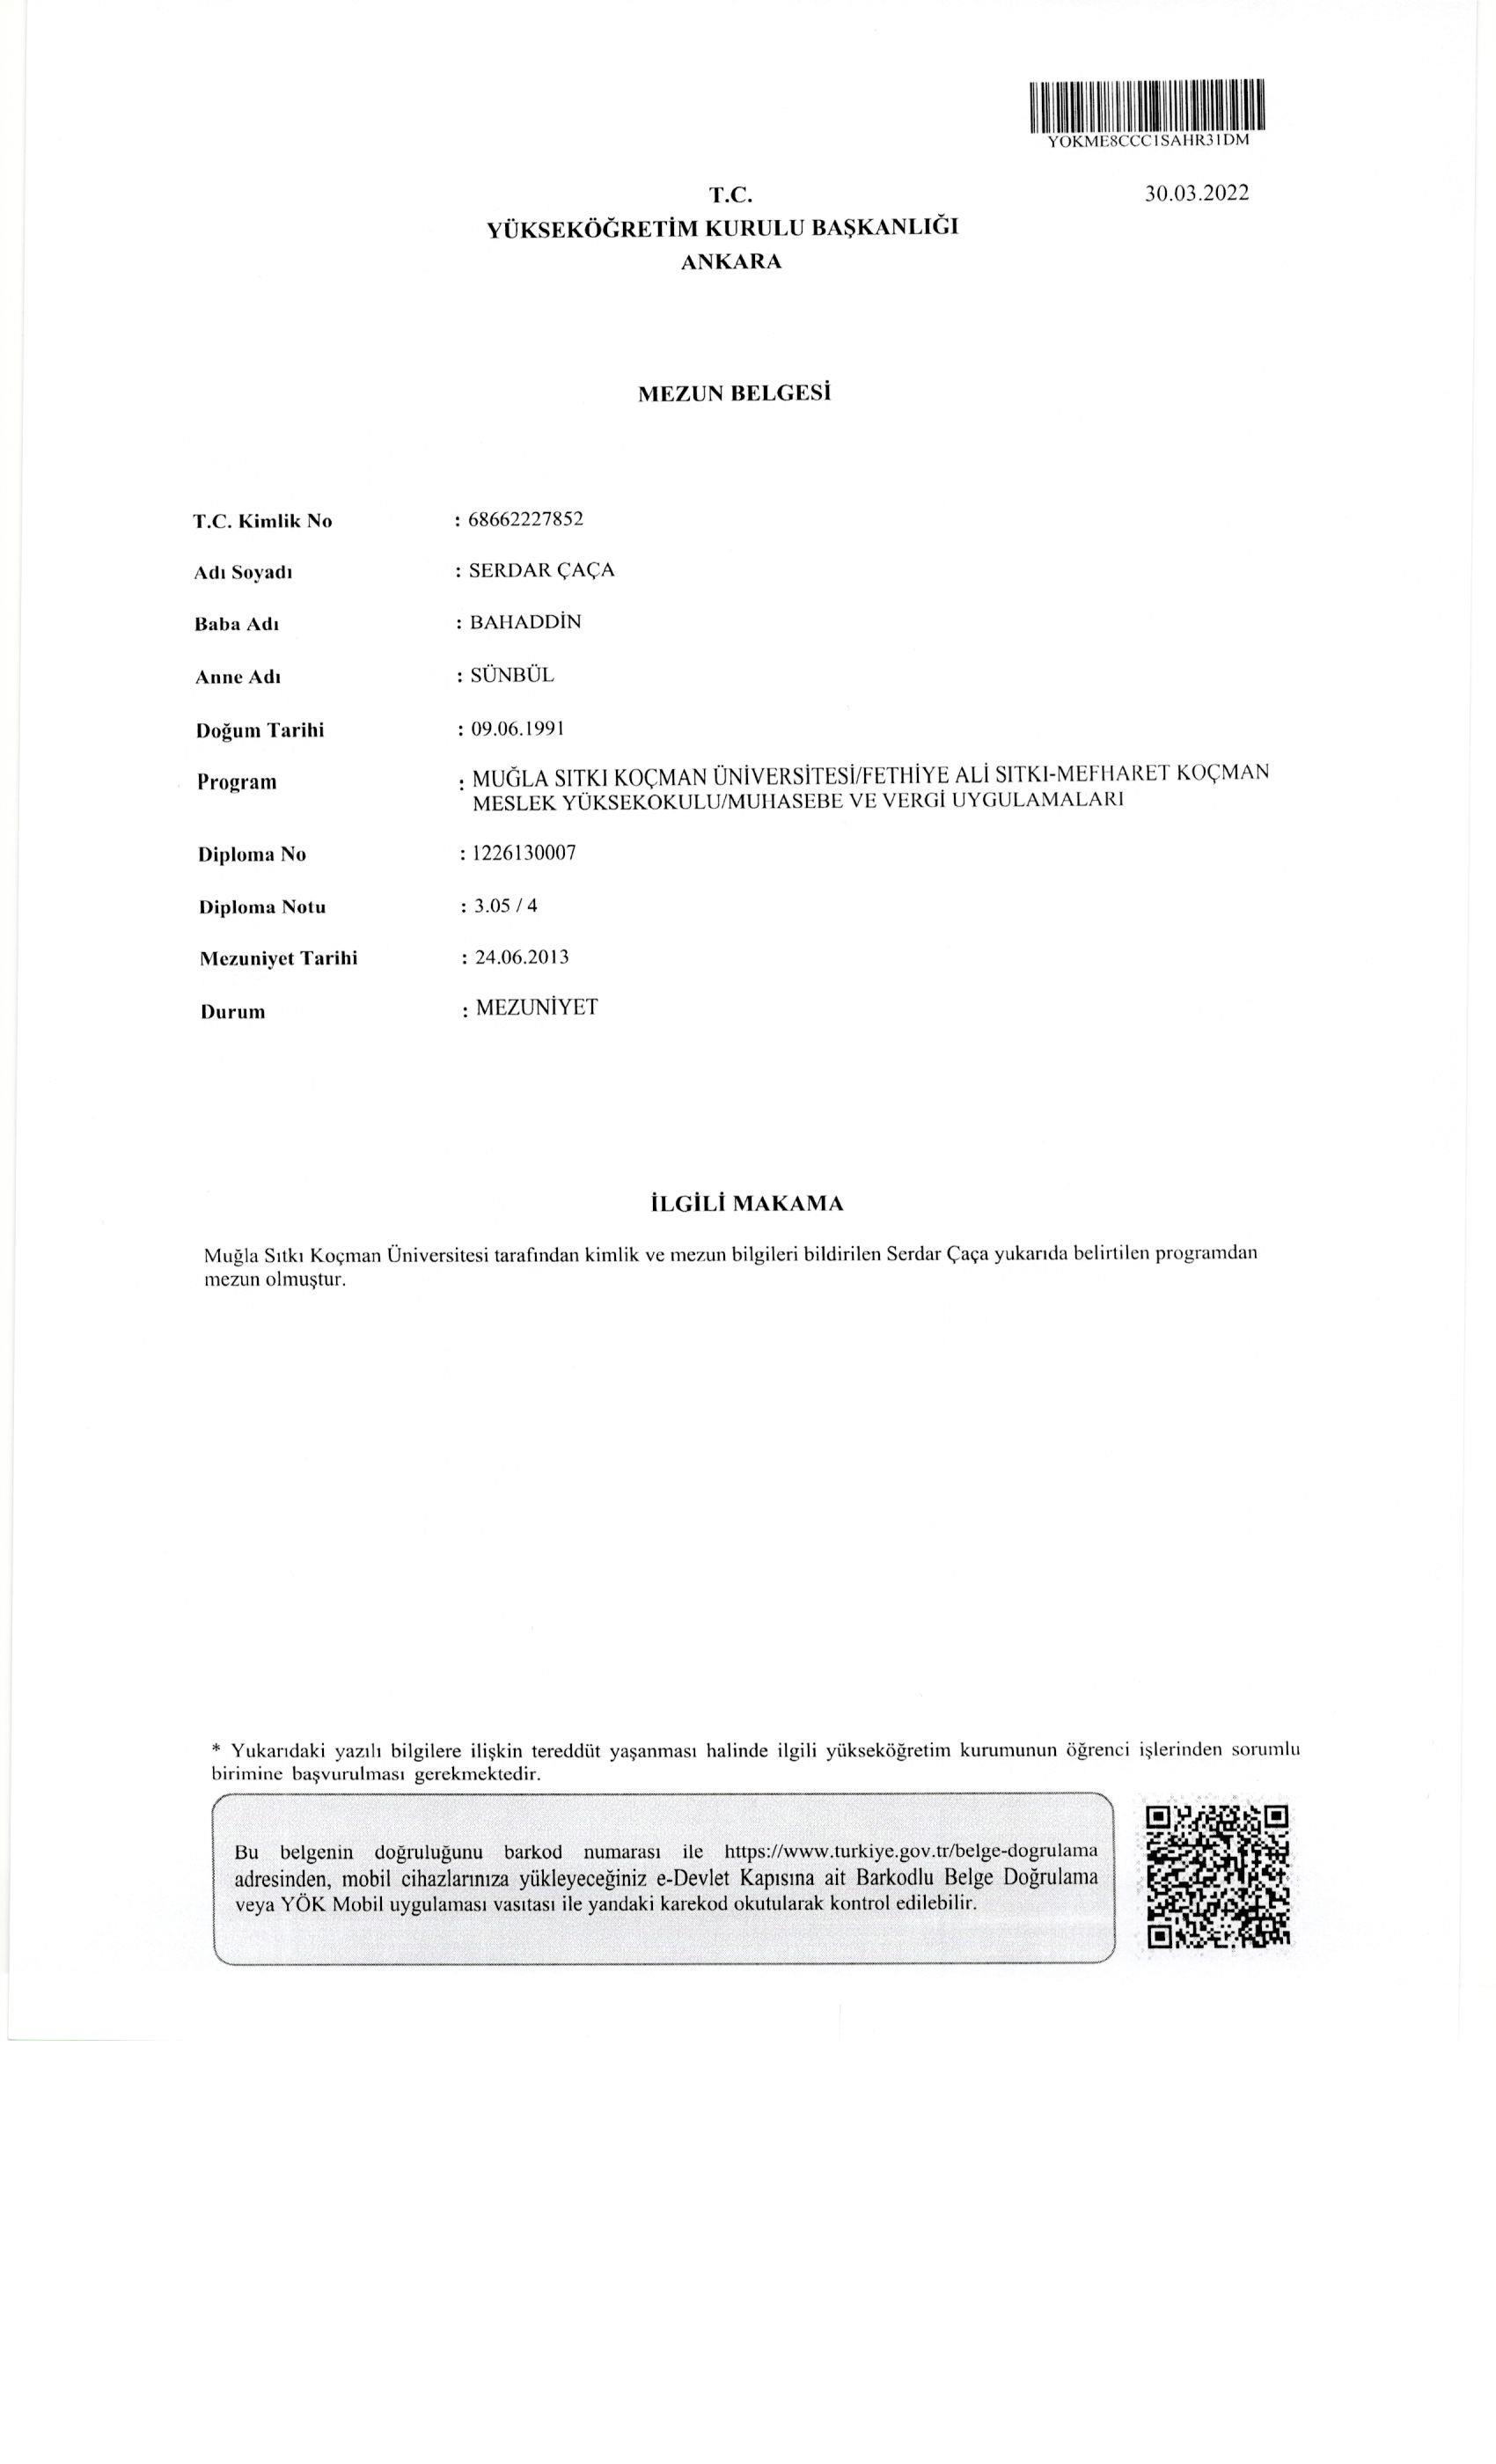 YOKME8CCC1SAHR31DM
T.C.
30.03.2022
YÜKSEKÖĞRETİM KURULU BAŞKANLIĞI
ANKARA
MEZUN BELGESİ
T.C. Kimlik No : 68662227852
Adı Soyadı : SERDAR ÇAÇA
Baba Adı : BAHADDİN
Anne Adı : SÜNBÜL
Doğum Tarihi : 09.06.1991
Program : MUĞLA SITKI KOÇMAN ÜNİVERSİTESİ/FETHİYE ALİ SITKI-MEFHARET KOÇMAN
MESLEK YÜKSEKOKULU/MUHASEBE VE VERGİ UYGULAMALARI
Diploma No : 1226130007
Diploma Notu : 3.05 / 4
Mezuniyet Tarihi : 24.06.2013
Durum : MEZUNİYET
İLGİLİ MAKAMA
Muğla Sıtkı Koçman Üniversitesi tarafından kimlik ve mezun bilgileri bildirilen Serdar Çaça yukarıda belirtilen programdan
mezun olmuştur.
* Yukarıdaki yazılı bilgilere ilişkin tereddüt yaşanması halinde ilgili yükseköğretim kurumunun öğrenci işlerinden sorumlu
birimine başvurulması gerekmektedir.
Bu belgenin doğruluğunu barkod numarası ile https://www.turkiye.gov.tr/belge-dogrulama
adresinden, mobil cihazlarınıza yükleyeceğiniz e-Devlet Kapısına ait Barkodlu Belge Doğrulama
veya YÖK Mobil uygulaması vasıtası ile yandaki karekod okutularak kontrol edilebilir.